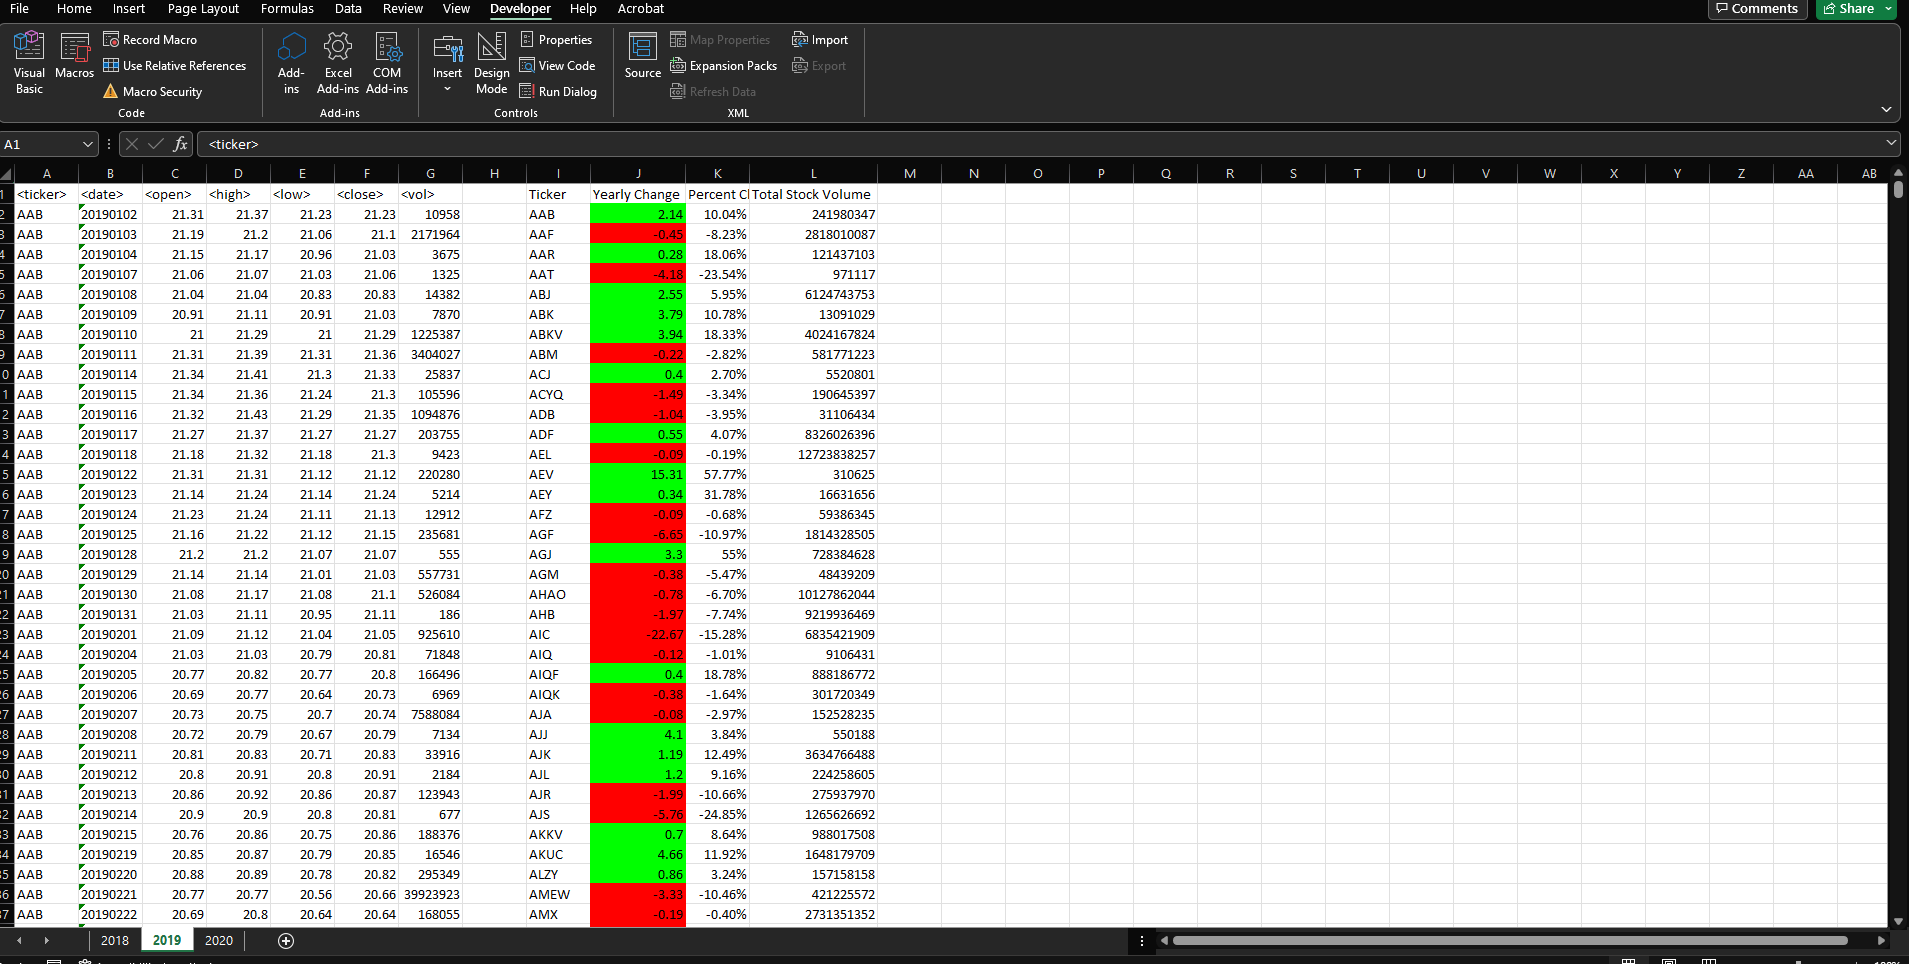 File Home Insert Page Layout Formulas Data Review View Developer Help Acrobat Comments Share
Record Macro Properties Map Properties Import
Use Relative References View Code Expansion Packs Export
Visual Basic Macros Add-ins Excel Add-ins COM Add-ins Insert Design Mode Source
Macro Security Run Dialog Refresh Data
Code Add-ins Controls XML
A1 fx <ticker>
A B C D E F G H I J K L M N O P Q R S T U V W X Y Z AA AB
1 <ticker> <date> <open> <high> <low> <close> <vol> Ticker Yearly Change Percent Cl Total Stock Volume
2 AAB 20190102 21.31 21.37 21.23 21.23 10958 AAB 2.14 10.04% 241980347
3 AAB 20190103 21.19 21.2 21.06 21.1 2171964 AAF -0.45 -8.23% 2818010087
4 AAB 20190104 21.15 21.17 20.96 21.03 3675 AAR 0.28 18.06% 121437103
5 AAB 20190107 21.06 21.07 21.03 21.06 1325 AAT -4.18 -23.54% 971117
6 AAB 20190108 21.04 21.04 20.83 20.83 14382 ABJ 2.55 5.95% 6124743753
7 AAB 20190109 20.91 21.11 20.91 21.03 7870 ABK 3.79 10.78% 13091029
8 AAB 20190110 21 21.29 21 21.29 1225387 ABKV 3.94 18.33% 4024167824
9 AAB 20190111 21.31 21.39 21.31 21.36 3404027 ABM -0.22 -2.82% 581771223
0 AAB 20190114 21.34 21.41 21.3 21.33 25837 ACJ 0.4 2.70% 5520801
1 AAB 20190115 21.34 21.36 21.24 21.3 105596 ACYQ -1.49 -3.34% 190645397
2 AAB 20190116 21.32 21.43 21.29 21.35 1094876 ADB -1.04 -3.95% 31106434
3 AAB 20190117 21.27 21.37 21.27 21.27 203755 ADF 0.55 4.07% 8326026396
4 AAB 20190118 21.18 21.32 21.18 21.3 9423 AEL -0.09 -0.19% 12723838257
5 AAB 20190122 21.31 21.31 21.12 21.12 220280 AEV 15.31 57.77% 310625
6 AAB 20190123 21.14 21.24 21.14 21.24 5214 AEY 0.34 31.78% 16631656
7 AAB 20190124 21.23 21.24 21.11 21.13 12912 AFZ -0.09 -0.68% 59386345
8 AAB 20190125 21.16 21.22 21.12 21.15 235681 AGF -6.65 -10.97% 1814328505
9 AAB 20190128 21.2 21.2 21.07 21.07 555 AGJ 3.3 55% 728384628
20 AAB 20190129 21.14 21.14 21.01 21.03 557731 AGM -0.38 -5.47% 48439209
21 AAB 20190130 21.08 21.17 21.08 21.1 526084 AHAO -0.78 -6.70% 10127862044
22 AAB 20190131 21.03 21.11 20.95 21.11 186 AHB -1.97 -7.74% 9219936469
23 AAB 20190201 21.09 21.12 21.04 21.05 925610 AIC -22.67 -15.28% 6835421909
24 AAB 20190204 21.03 21.03 20.79 20.81 71848 AIQ -0.12 -1.01% 9106431
25 AAB 20190205 20.77 20.82 20.77 20.8 166496 AIQF 0.4 18.78% 888186772
26 AAB 20190206 20.69 20.77 20.64 20.73 6969 AIQK -0.38 -1.64% 301720349
27 AAB 20190207 20.73 20.75 20.7 20.74 7588084 AJA -0.08 -2.97% 152528235
28 AAB 20190208 20.72 20.79 20.67 20.79 7134 AJJ 4.1 3.84% 550188
29 AAB 20190211 20.81 20.83 20.71 20.83 33916 AJK 1.19 12.49% 3634766488
30 AAB 20190212 20.8 20.91 20.8 20.91 2184 AJL 1.2 9.16% 224258605
31 AAB 20190213 20.86 20.92 20.86 20.87 123943 AJR -1.99 -10.66% 275937970
32 AAB 20190214 20.9 20.9 20.8 20.81 677 AJS -5.76 -24.85% 1265626692
33 AAB 20190215 20.76 20.86 20.75 20.86 188376 AKKV 0.7 8.64% 988017508
34 AAB 20190219 20.85 20.87 20.79 20.85 16546 AKUC 4.66 11.92% 1648179709
35 AAB 20190220 20.88 20.89 20.78 20.82 295349 ALZY 0.86 3.24% 157158158
36 AAB 20190221 20.77 20.77 20.56 20.66 39923923 AMEW -3.33 -10.46% 421225572
37 AAB 20190222 20.69 20.8 20.64 20.64 168055 AMX -0.19 -0.40% 2731351352
2018 2019 2020